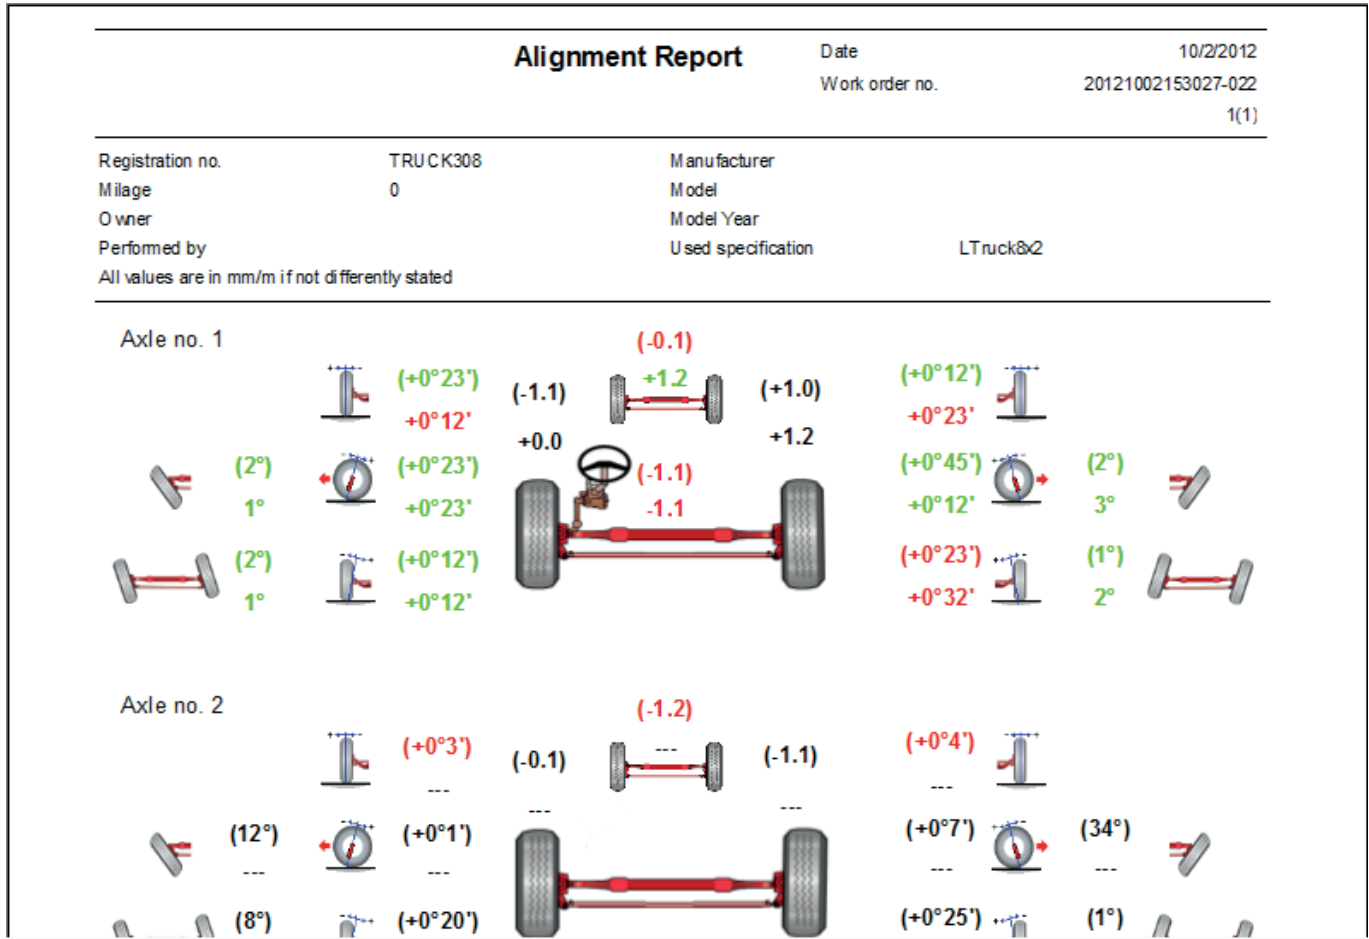 Alignment Report
Date 10/2/2012
Work order no. 20121002153027-022
1(1)
Registration no. TRUCK308 Manufacturer
Milage 0 Model
Owner Model Year
Performed by Used specification LTruck8x2
All values are in mm/m if not differently stated
Axle no. 1 (-0.1)
(+0°23') (-1.1) +1.2 (+1.0) (+0°12')
+0°12' +0.0 +1.2 +0°23'
(2°) (+0°23') (-1.1) (+0°45') (2°)
1° +0°23' -1.1 +0°12' 3°
(2°) (+0°12') (+0°23') (1°)
1° +0°12' +0°32' 2°
Axle no. 2 (-1.2)
(+0°3') (-0.1) --- (-1.1) (+0°4')
--- --- --- ---
(12°) (+0°1') (+0°7') (34°)
--- --- --- ---
(8°) (+0°20') (+0°25') (1°)